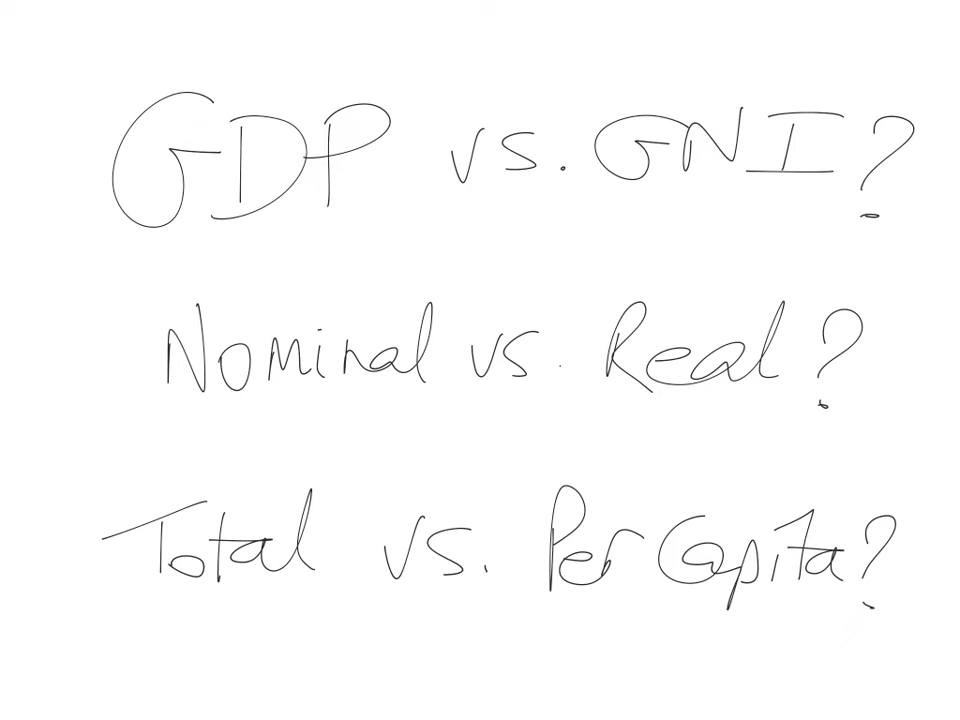 GDP vs. GNI?
Nominal vs. Real?
Total vs. Per Capita?